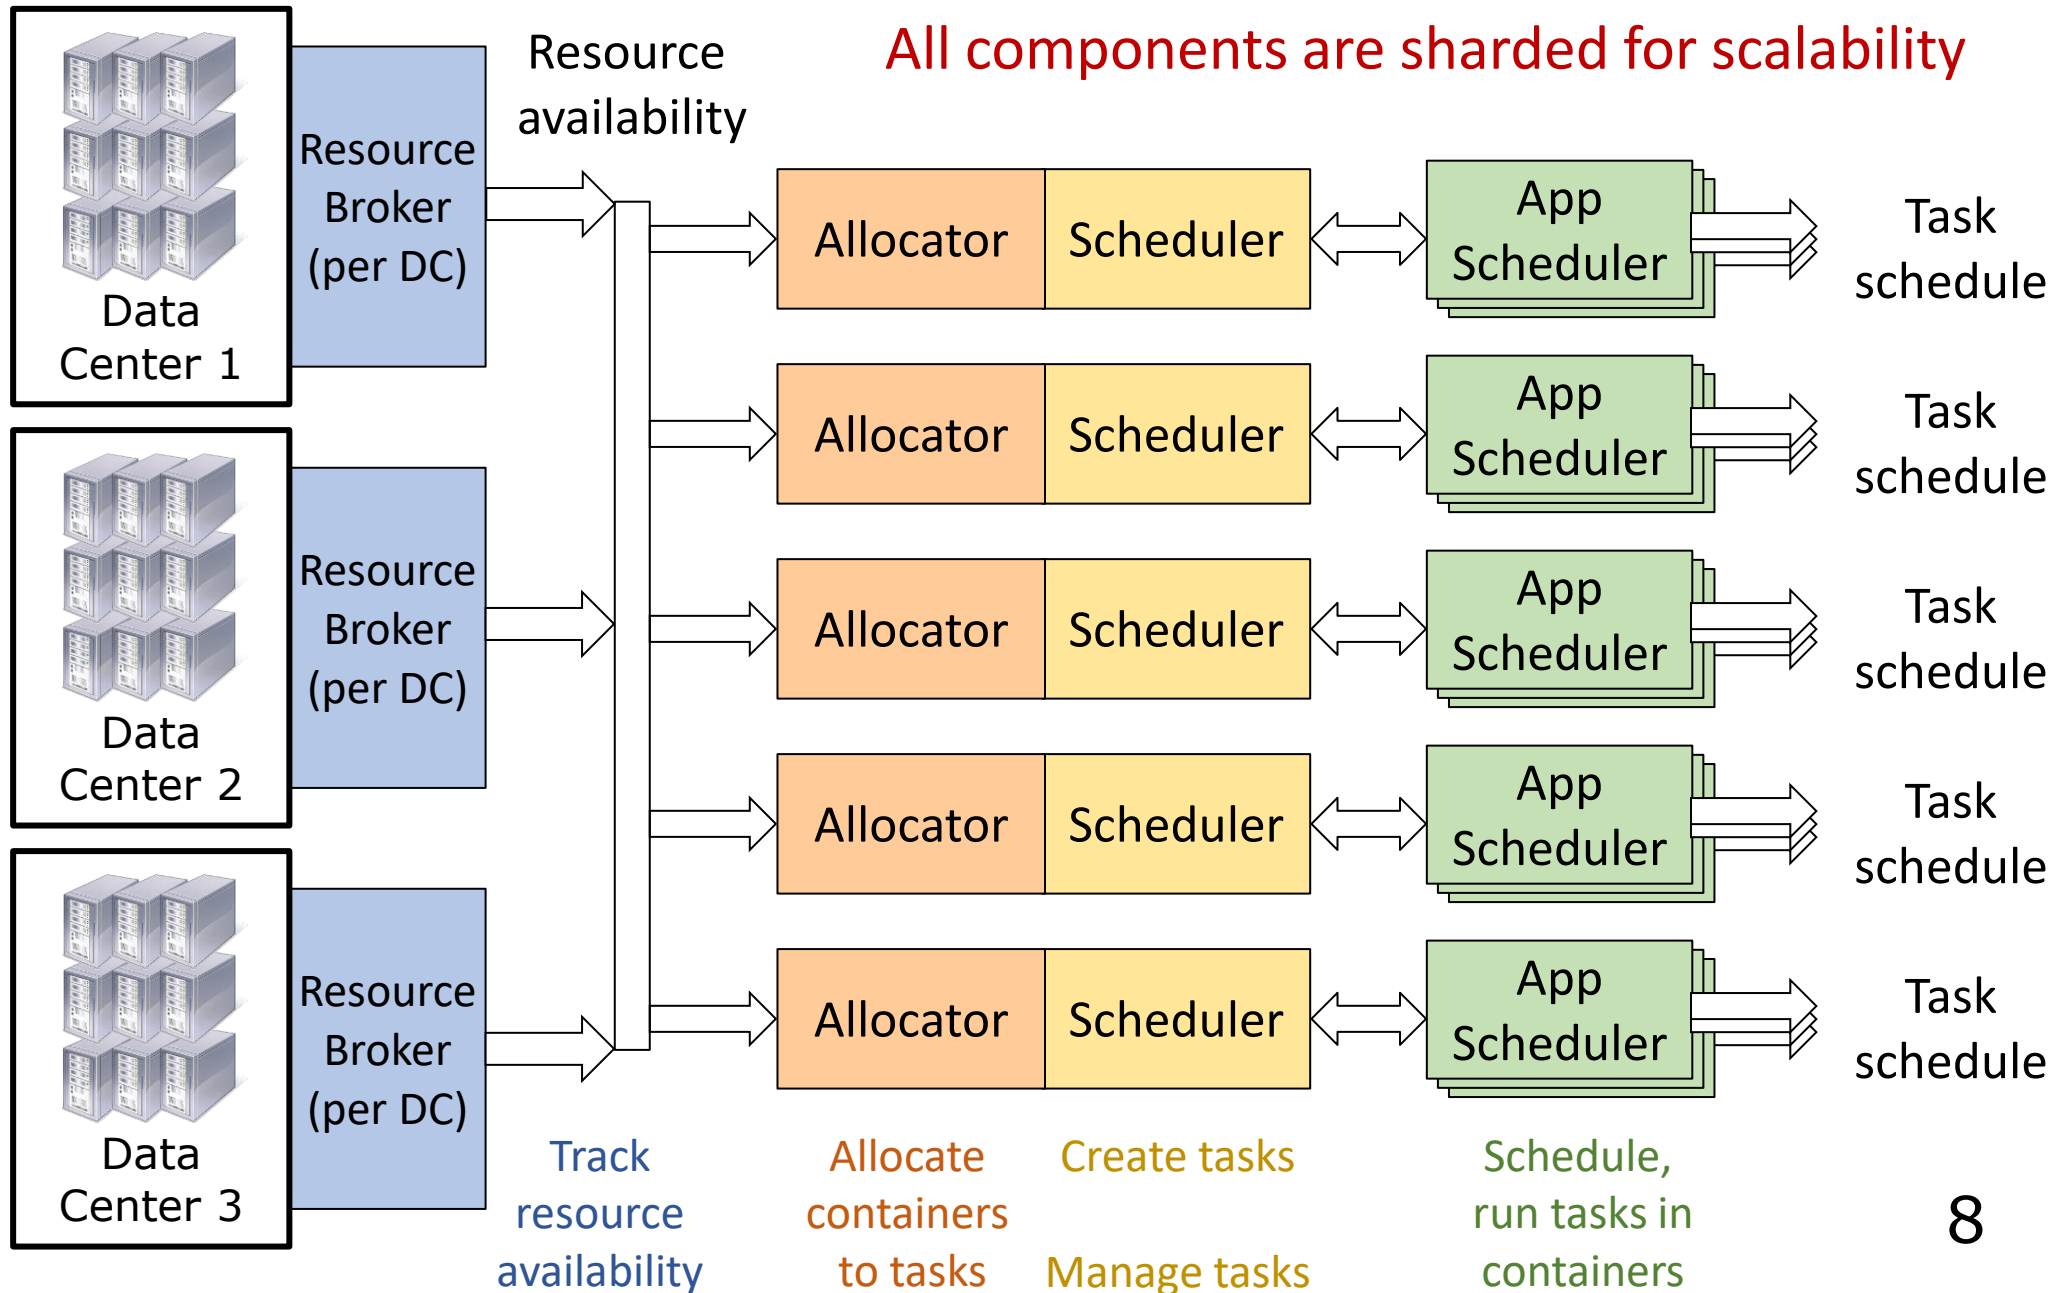 Resource
availability
All components are sharded for scalability
Data
Center 1
Resource
Broker
(per DC)
Data
Center 2
Resource
Broker
(per DC)
Data
Center 3
Resource
Broker
(per DC)
Allocator
Scheduler
App
Scheduler
Task
schedule
Allocator
Scheduler
App
Scheduler
Task
schedule
Allocator
Scheduler
App
Scheduler
Task
schedule
Allocator
Scheduler
App
Scheduler
Task
schedule
Allocator
Scheduler
App
Scheduler
Task
schedule
Track
resource
availability
Allocate
containers
to tasks
Create tasks
Manage tasks
Schedule,
run tasks in
containers
8